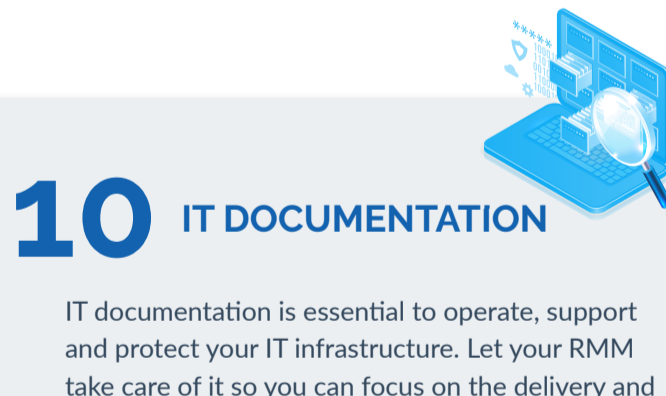 10 IT DOCUMENTATION
IT documentation is essential to operate, support
and protect your IT infrastructure. Let your RMM
take care of it so you can focus on the delivery and